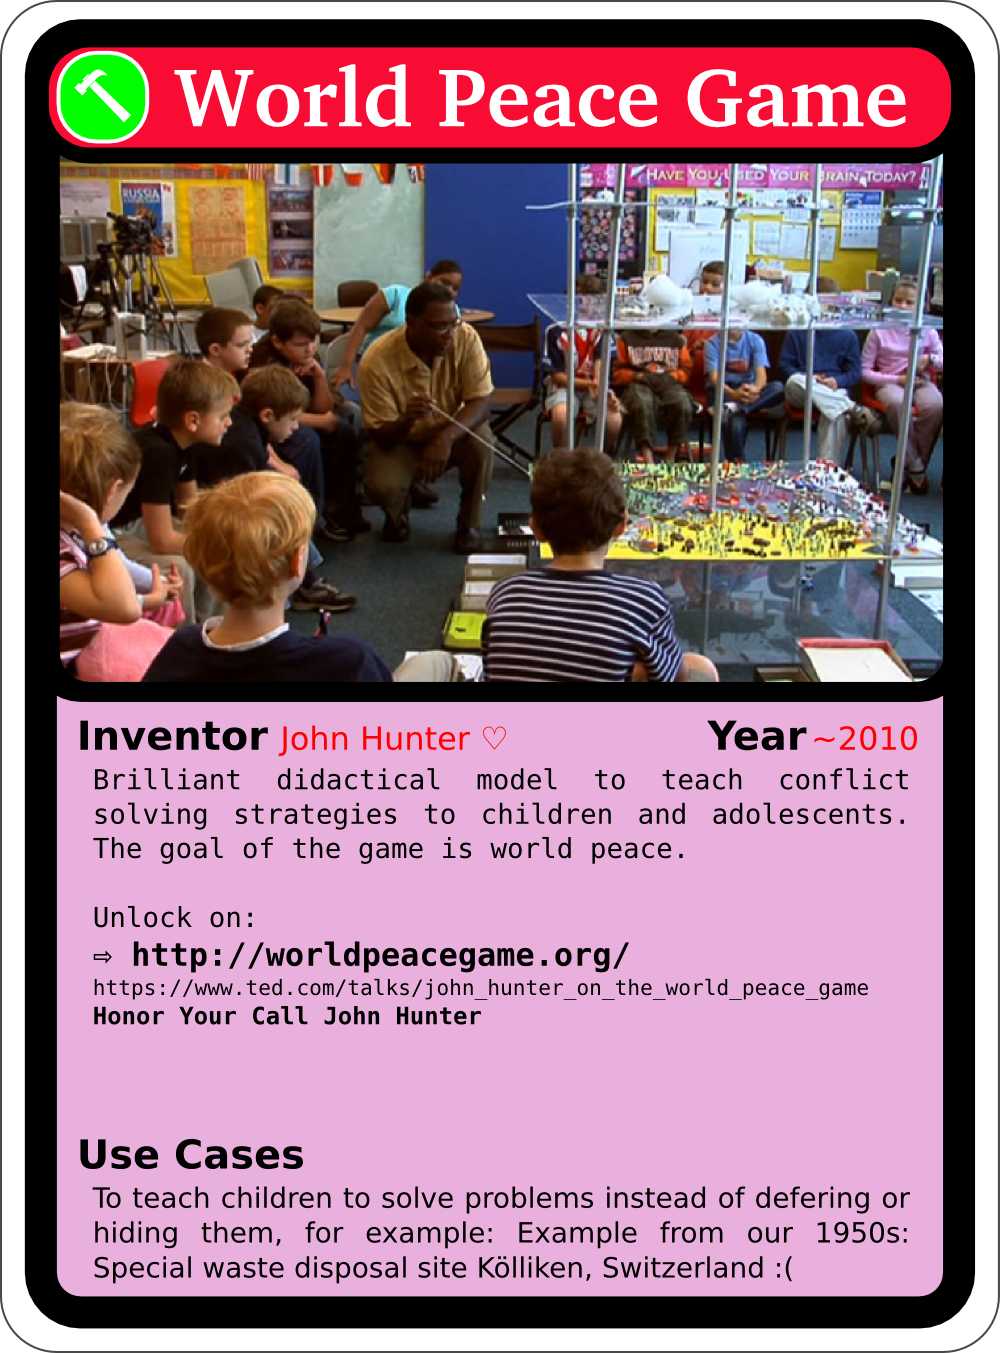 World Peace Game
RUSSIA
HAVE YOU USED YOUR BRAIN TODAY?
Inventor John Hunter ♡ Year ~2010
Brilliant didactical model to teach conflict
solving strategies to children and adolescents.
The goal of the game is world peace.
Unlock on:
⇨ http://worldpeacegame.org/
https://www.ted.com/talks/john_hunter_on_the_world_peace_game
Honor Your Call John Hunter
Use Cases
To teach children to solve problems instead of defering or
hiding them, for example: Example from our 1950s:
Special waste disposal site Kölliken, Switzerland :(